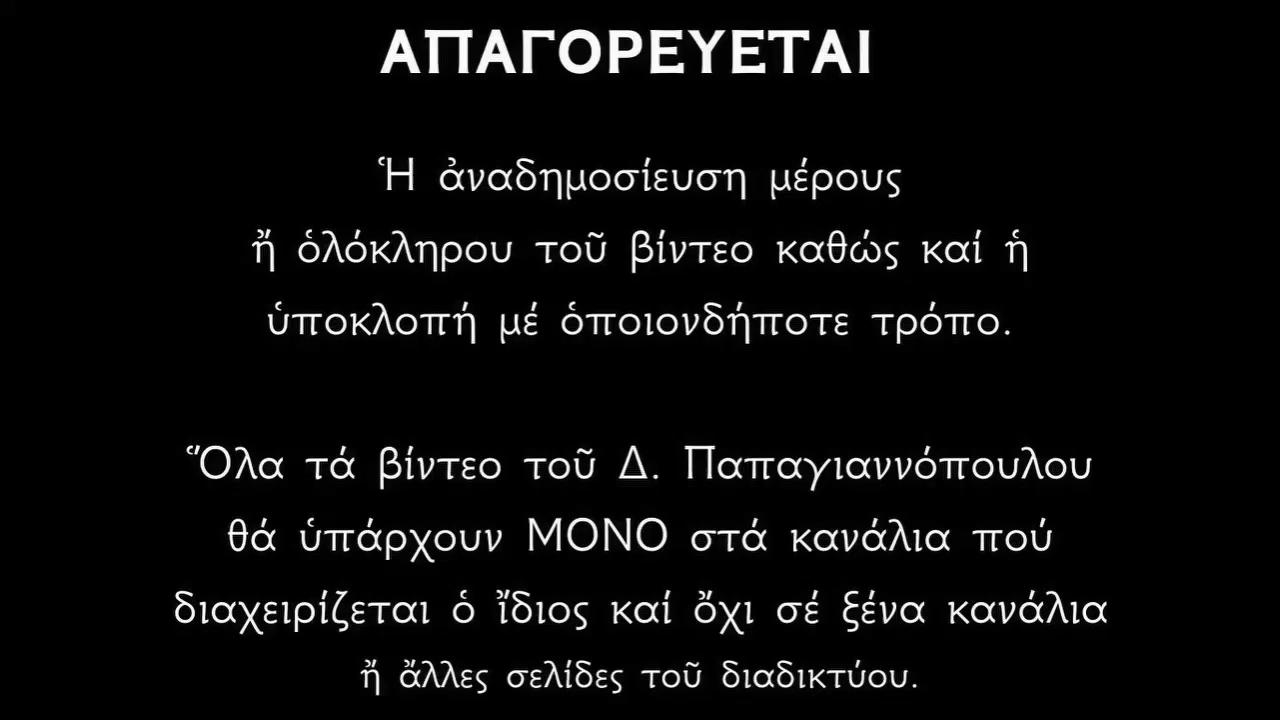 ΑΠΑΓΟΡΕΥΕΤΑΙ
Ἡ ἀναδημοσίευση μέρους
ἤ ὁλόκληρου τοῦ βίντεο καθώς καί ἡ
ὑποκλοπή μέ ὁποιονδήποτε τρόπο.
Ὅλα τά βίντεο τοῦ Δ. Παπαγιαννόπουλου
θά ὑπάρχουν ΜΟΝΟ στά κανάλια πού
διαχειρίζεται ὁ ἴδιος καί ὄχι σέ ξένα κανάλια
ἤ ἄλλες σελίδες τοῦ διαδικτύου.